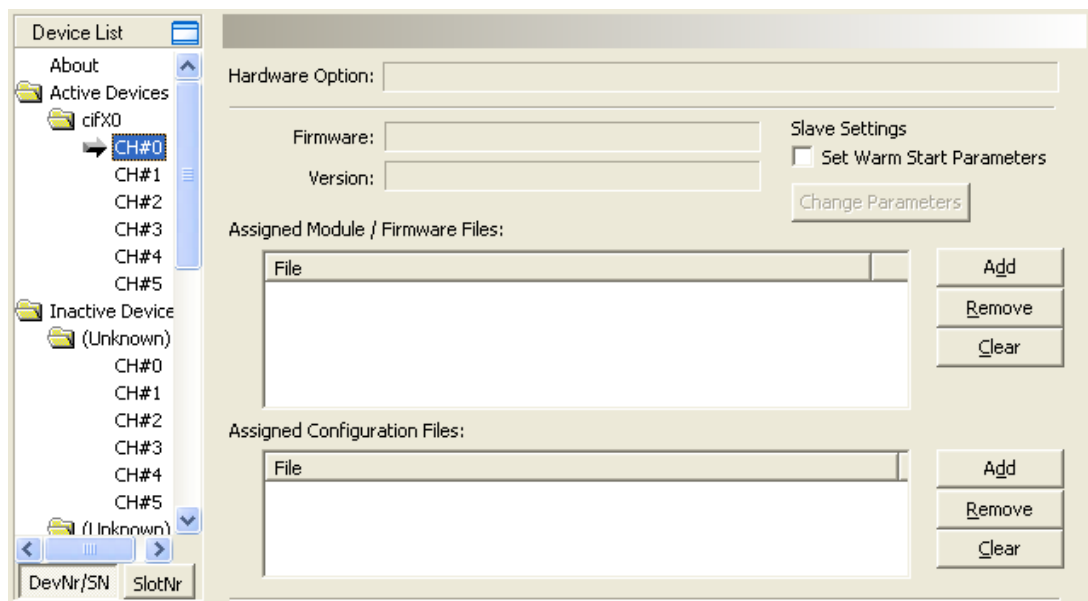 Device List
About
Active Devices
cifX0
CH#0
CH#1
CH#2
CH#3
CH#4
CH#5
Inactive Device
(Unknown)
CH#0
CH#1
CH#2
CH#3
CH#4
CH#5
(Unknown)
DevNr/SN
SlotNr
Hardware Option:
Firmware:
Version:
Slave Settings
Set Warm Start Parameters
Change Parameters
Assigned Module / Firmware Files:
File
Add
Remove
Clear
Assigned Configuration Files:
File
Add
Remove
Clear